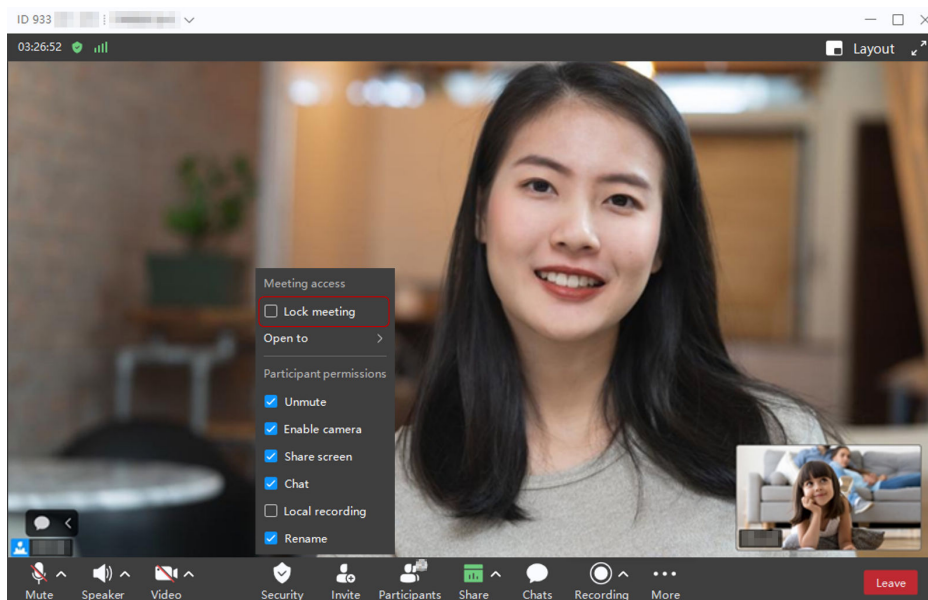 ID 933
03:26:52
Layout
Meeting access
Lock meeting
Open to
Participant permissions
Unmute
Enable camera
Share screen
Chat
Local recording
Rename
Mute
Speaker
Video
Security
Invite
Participants
Share
Chats
Recording
More
Leave